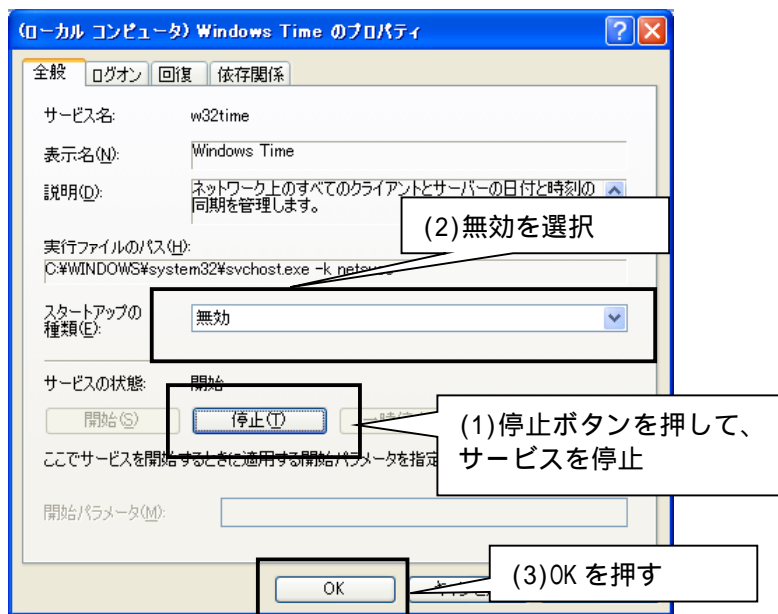 (ローカル コンピュータ) Windows Time のプロパティ
全般 ログオン 回復 依存関係
サービス名: w32time
表示名(N): Windows Time
説明(D): ネットワーク上のすべてのクライアントとサーバーの日付と時刻の
同期を管理します。
(2)無効を選択
実行ファイルのパス(H):
C:¥WINDOWS¥system32¥svchost.exe -k
スタートアップの
種類(E): 無効
サービスの状態: 開始
開始(S) 停止(T)
(1)停止ボタンを押して、
サービスを停止
ここでサービスを開始するときに適用する開始パラメータを指定
開始パラメータ(M):
(3)OKを押す
OK